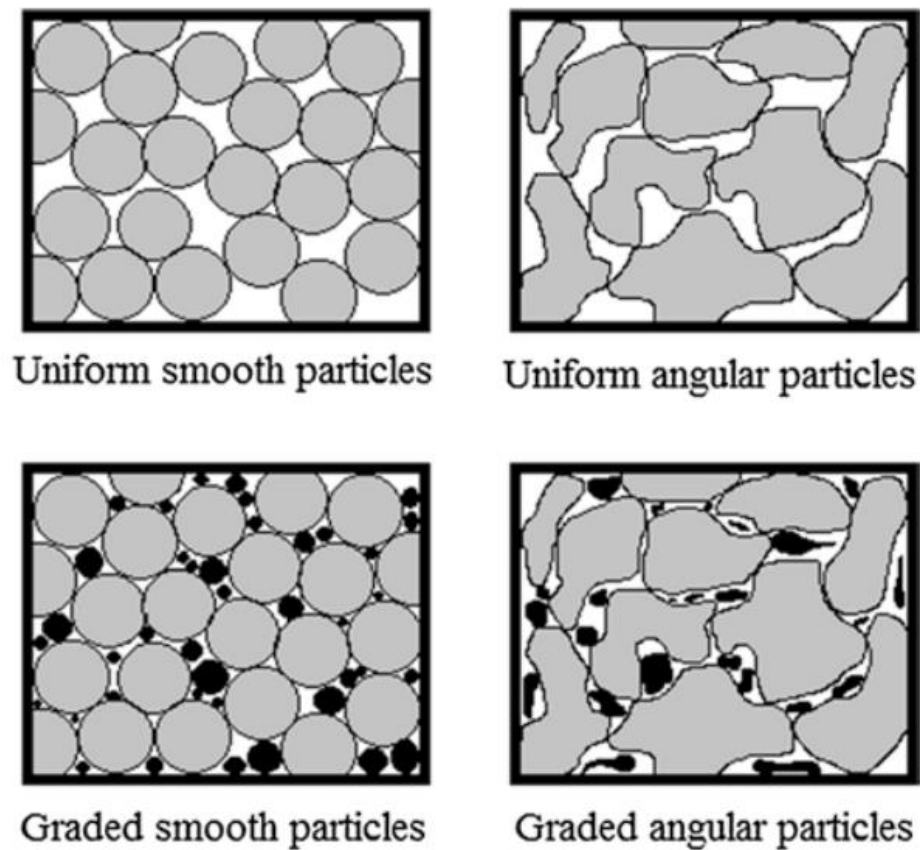 Uniform smooth particles
Uniform angular particles
Graded smooth particles
Graded angular particles